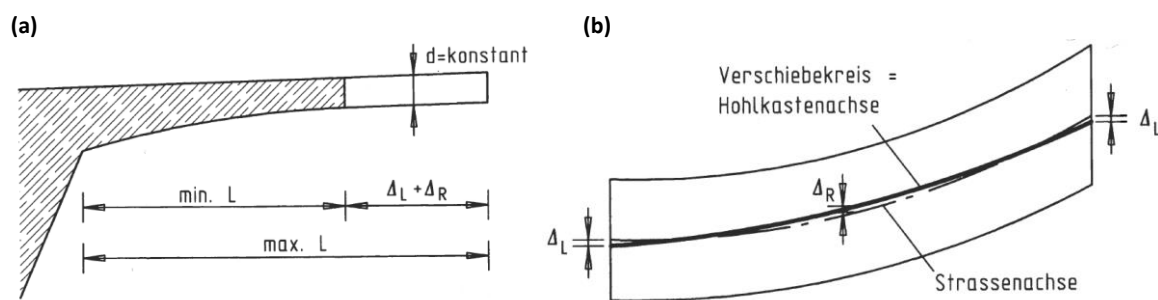 (a)
d=konstant
min. L
Δ_L + Δ_R
max. L
(b)
Verschiebekreis =
Hohlkastenachse
Δ_L
Δ_R
Δ_L
Strassenachse